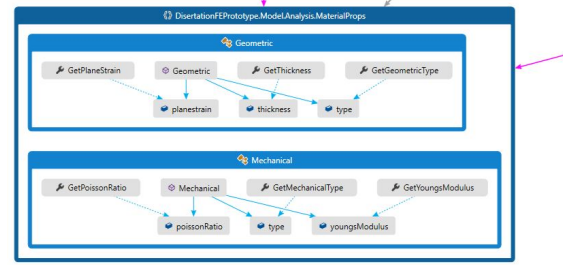 DisertationFEPrototype.Model.Analysis.MaterialProps
Geometric
GetPlaneStrain Geometric GetThickness GetGeometricType
planestrain thickness type
Mechanical
GetPoissonRatio Mechanical GetMechanicalType GetYoungsModulus
poissonRatio type youngsModulus